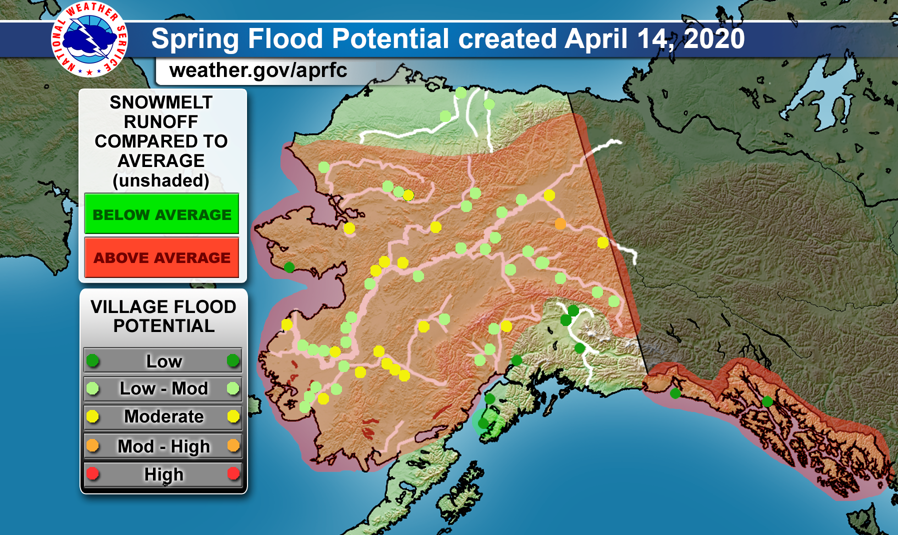 NATIONAL WEATHER SERVICE
Spring Flood Potential created April 14, 2020
weather.gov/aprfc
SNOWMELT
RUNOFF
COMPARED TO
AVERAGE
(unshaded)
BELOW AVERAGE
ABOVE AVERAGE
VILLAGE FLOOD
POTENTIAL
Low
Low - Mod
Moderate
Mod - High
High